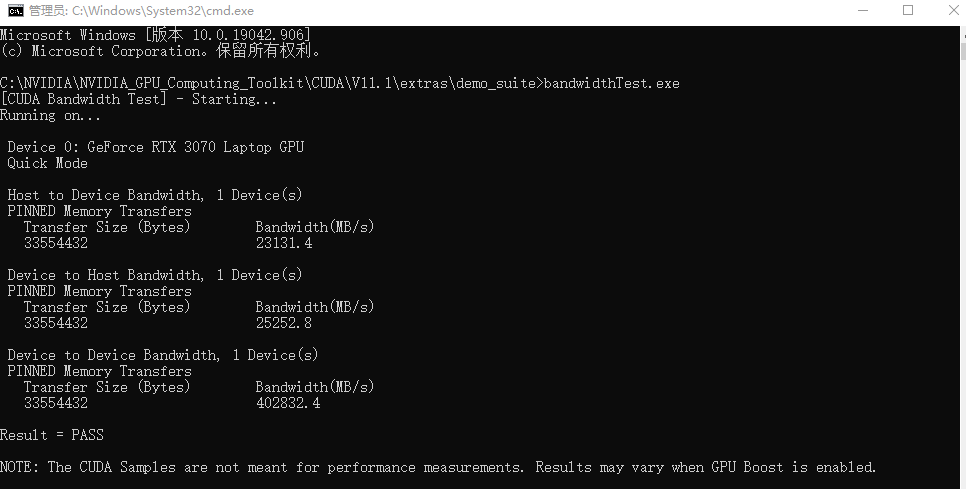 管理员: C:\Windows\System32\cmd.exe
Microsoft Windows [版本 10.0.19042.906]
(c) Microsoft Corporation。保留所有权利。
C:\NVIDIA\NVIDIA_GPU_Computing_Toolkit\CUDA\V11.1\extras\demo_suite>bandwidthTest.exe
[CUDA Bandwidth Test] - Starting...
Running on...
Device 0: GeForce RTX 3070 Laptop GPU
Quick Mode
Host to Device Bandwidth, 1 Device(s)
PINNED Memory Transfers
Transfer Size (Bytes) Bandwidth(MB/s)
33554432 23131.4
Device to Host Bandwidth, 1 Device(s)
PINNED Memory Transfers
Transfer Size (Bytes) Bandwidth(MB/s)
33554432 25252.8
Device to Device Bandwidth, 1 Device(s)
PINNED Memory Transfers
Transfer Size (Bytes) Bandwidth(MB/s)
33554432 402832.4
Result = PASS
NOTE: The CUDA Samples are not meant for performance measurements. Results may vary when GPU Boost is enabled.